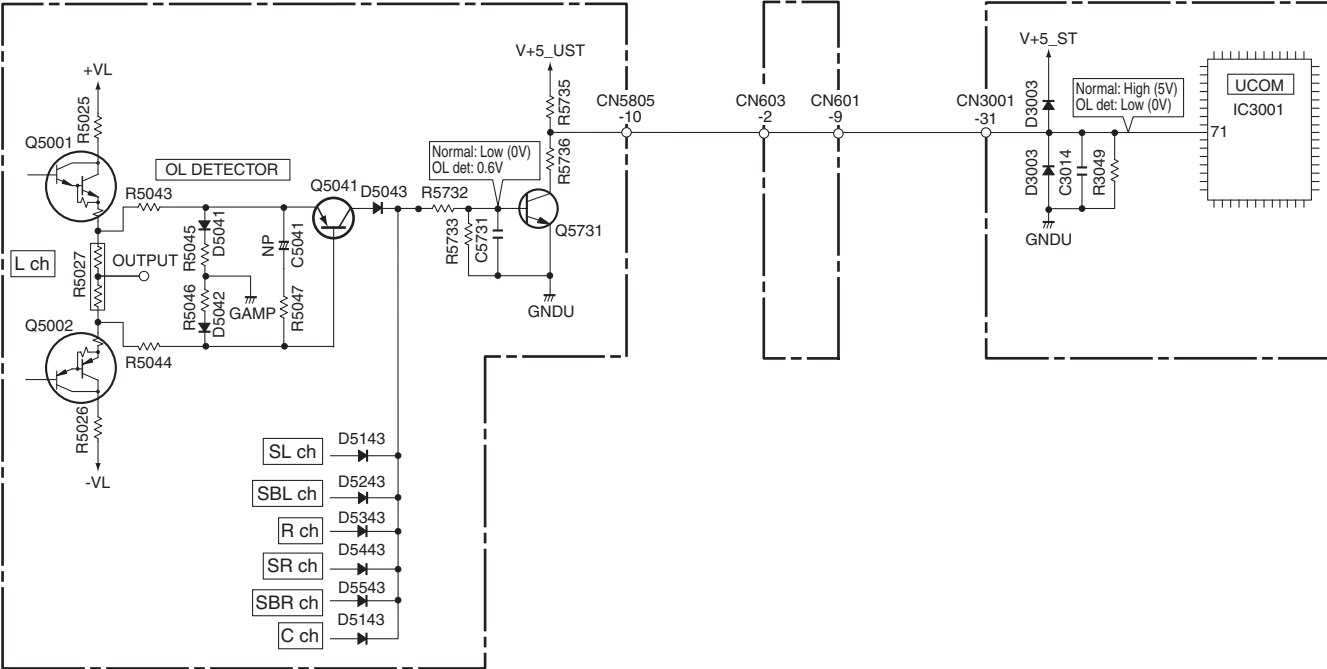 +VL
R5025
Q5001
OL DETECTOR
R5043
L ch
R5027
OUTPUT
Q5002
R5044
R5026
-VL
R5045
D5041
R5046
D5042
GAMP
NP
C5041
R5047
Q5041
D5043
R5732
Normal: Low (0V)
OL det: 0.6V
R5733
C5731
V+5_UST
R5735
R5736
Q5731
GNDU
CN5805
-10
CN603
-2
CN601
-9
CN3001
-31
V+5_ST
D3003
D3003
C3014
R3049
GNDU
Normal: High (5V)
OL det: Low (0V)
71
UCOM
IC3001
SL ch
D5143
SBL ch
D5243
R ch
D5343
SR ch
D5443
SBR ch
D5543
C ch
D5143